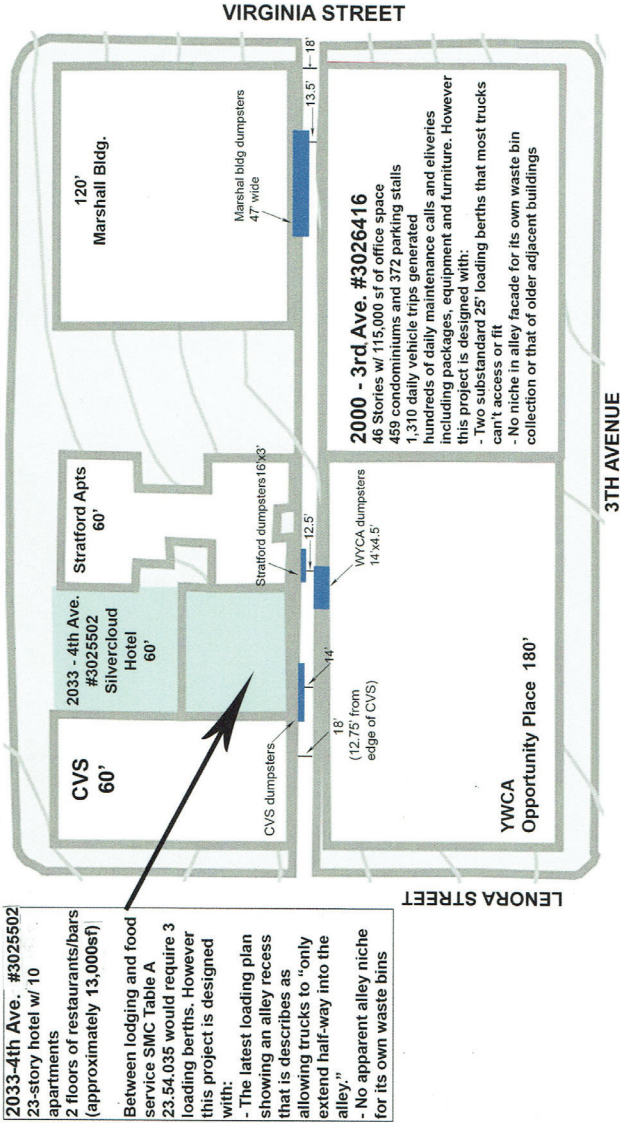 VIRGINIA STREET
120'
Marshall Bldg.
Marshal bldg dumpsters
47' wide
18'
13.5'
2000 - 3rd Ave. #3026416
46 Stories w/ 115,000 sf of office space
459 condominiums and 372 parking stalls
1,310 daily vehicle trips generated
hundreds of daily maintenance calls and eliveries
including packages, equipment and furniture. However
this project is designed with:
- Two substandard 25' loading berths that most trucks
can't access or fit
- No niche in alley facade for its own waste bin
collection or that of older adjacent buildings
3TH AVENUE
Stratford Apts
60'
Stratford dumpsters16'x3'
12.5'
WYCA dumpsters
14'x4.5'
2033 - 4th Ave.
#3025502
Silvercloud
Hotel
60'
CVS
60'
CVS dumpsters
14'
18'
(12.75' from
edge of CVS)
YWCA
Opportunity Place 180'
LENORA STREET
2033-4th Ave. #3025502
23-story hotel w/ 10
apartments
2 floors of restaurants/bars
(approximately 13,000sf)
Between lodging and food
service SMC Table A
23.54.035 would require 3
loading berths. However
this project is designed
with:
- The latest loading plan
showing an alley recess
that is describes as
allowing trucks to “only
extend half-way into the
alley.”
- No apparent alley niche
for its own waste bins